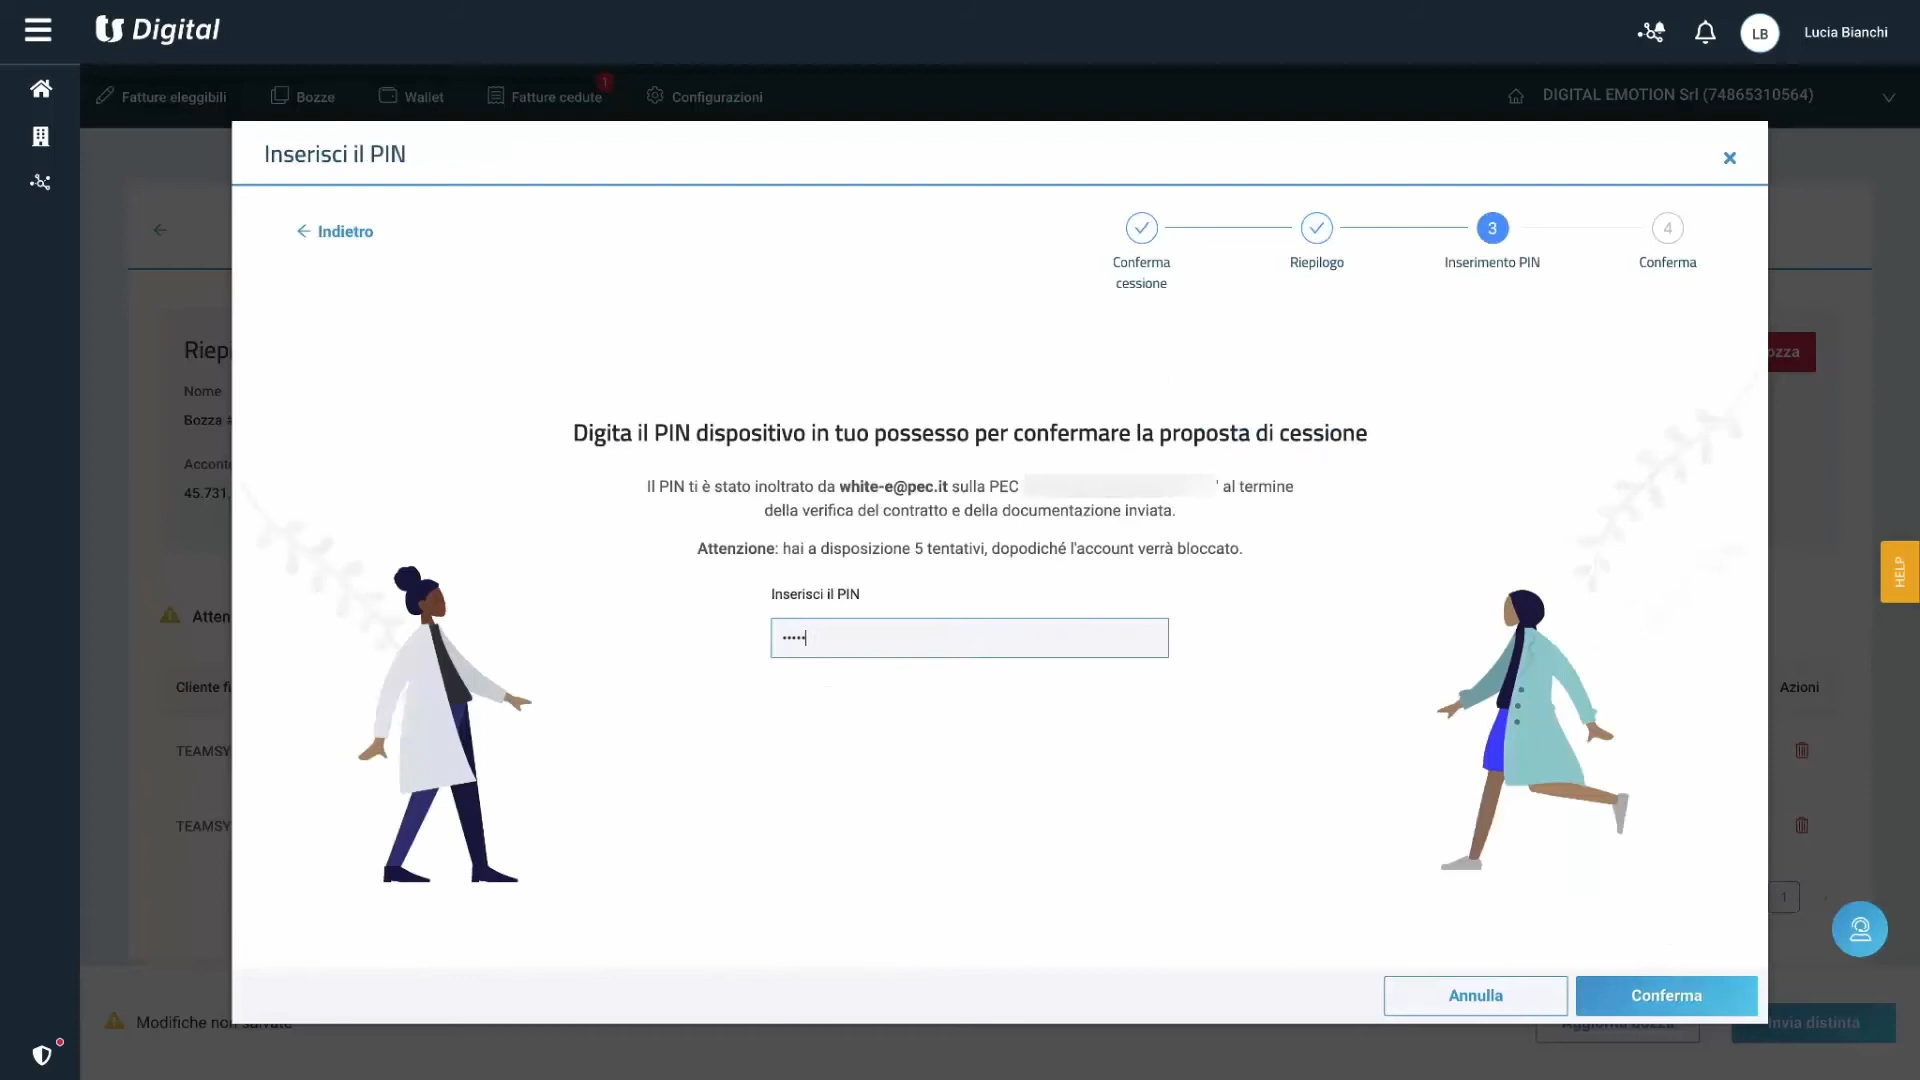 Digital
LB
Lucia Bianchi
Fatture eleggibili
Bozze
Wallet
Fatture cedute
1
Configurazioni
DIGITAL EMOTION Srl (74865310564)
Inserisci il PIN
Indietro
3
4
Conferma
cessione
Riepilogo
Inserimento PIN
Conferma
Nome
Bozza
45.731,
Digita il PIN dispositivo in tuo possesso per confermare la proposta di cessione
Il PIN ti è stato inoltrato da white-e@pec.it sulla PEC ' al termine
della verifica del contratto e della documentazione inviata.
Attenzione: hai a disposizione 5 tentativi, dopodiché l'account verrà bloccato.
Inserisci il PIN
•••••
HELP
Cliente
Azioni
TEAMSY
TEAMSY
1
Annulla
Conferma
Modifiche non salvate
Invia distinta